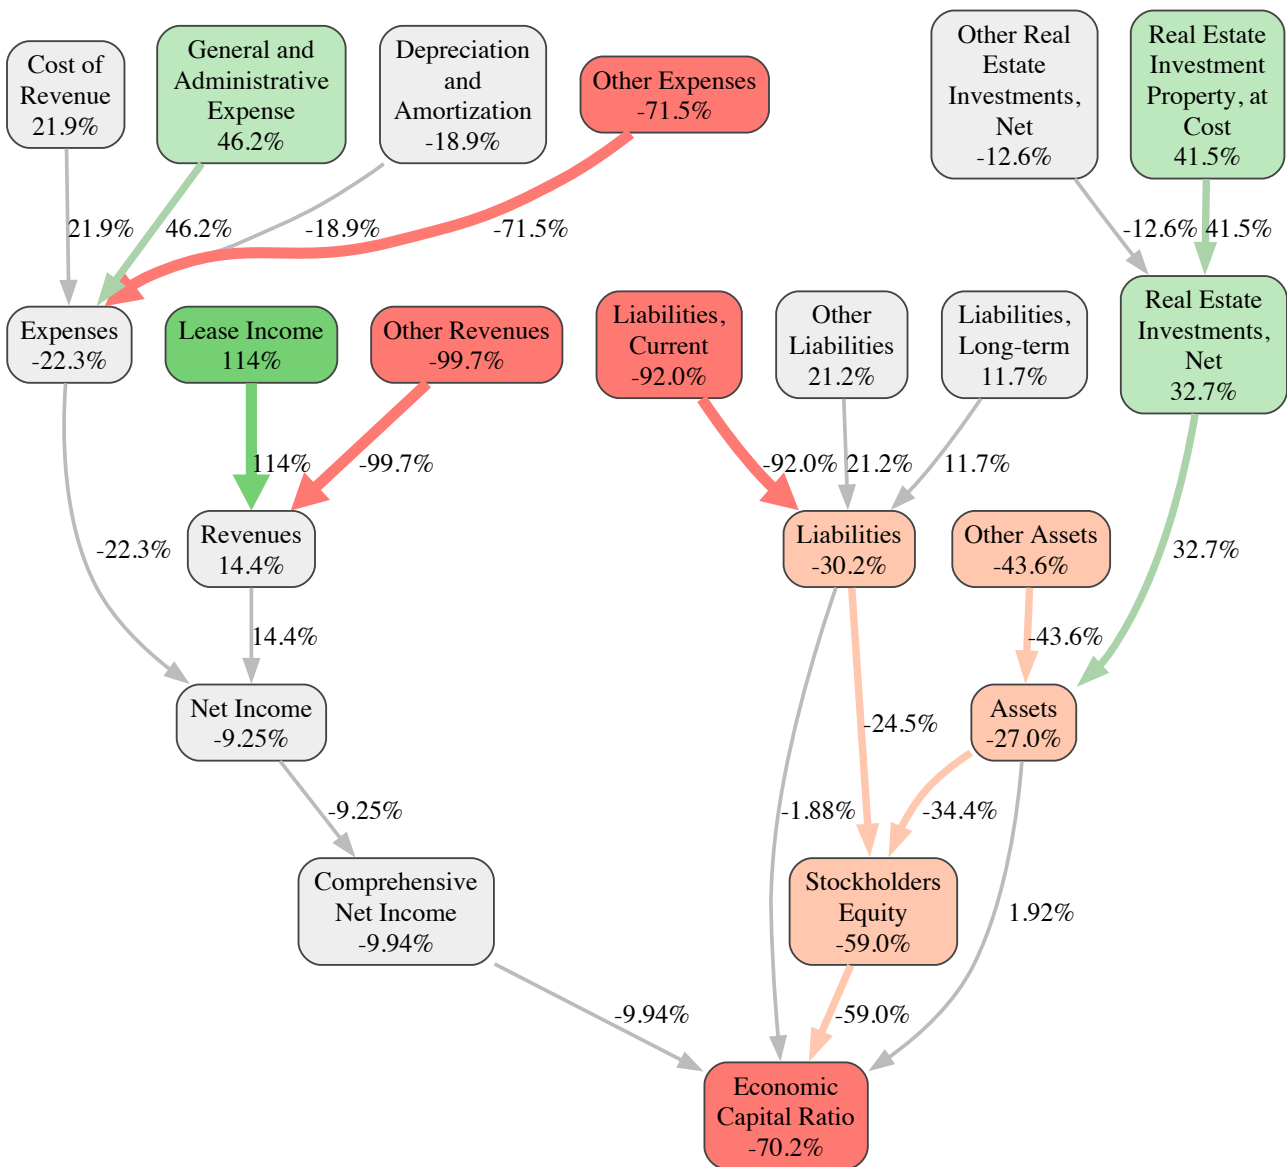 Cost of
Revenue
21.9%
General and
Administrative
Expense
46.2%
Depreciation
and
Amortization
-18.9%
Other Expenses
-71.5%
Other Real
Estate
Investments,
Net
-12.6%
Real Estate
Investment
Property, at
Cost
41.5%
21.9%
46.2%
-18.9%
-71.5%
-12.6%
41.5%
Expenses
-22.3%
Lease Income
114%
Other Revenues
-99.7%
Liabilities,
Current
-92.0%
Other
Liabilities
21.2%
Liabilities,
Long-term
11.7%
Real Estate
Investments,
Net
32.7%
114%
-99.7%
-92.0%
21.2%
11.7%
-22.3%
Revenues
14.4%
Liabilities
-30.2%
Other Assets
-43.6%
32.7%
14.4%
-43.6%
Net Income
-9.25%
-24.5%
Assets
-27.0%
-9.25%
-1.88%
-34.4%
Comprehensive
Net Income
-9.94%
Stockholders
Equity
-59.0%
1.92%
-9.94%
-59.0%
Economic
Capital Ratio
-70.2%